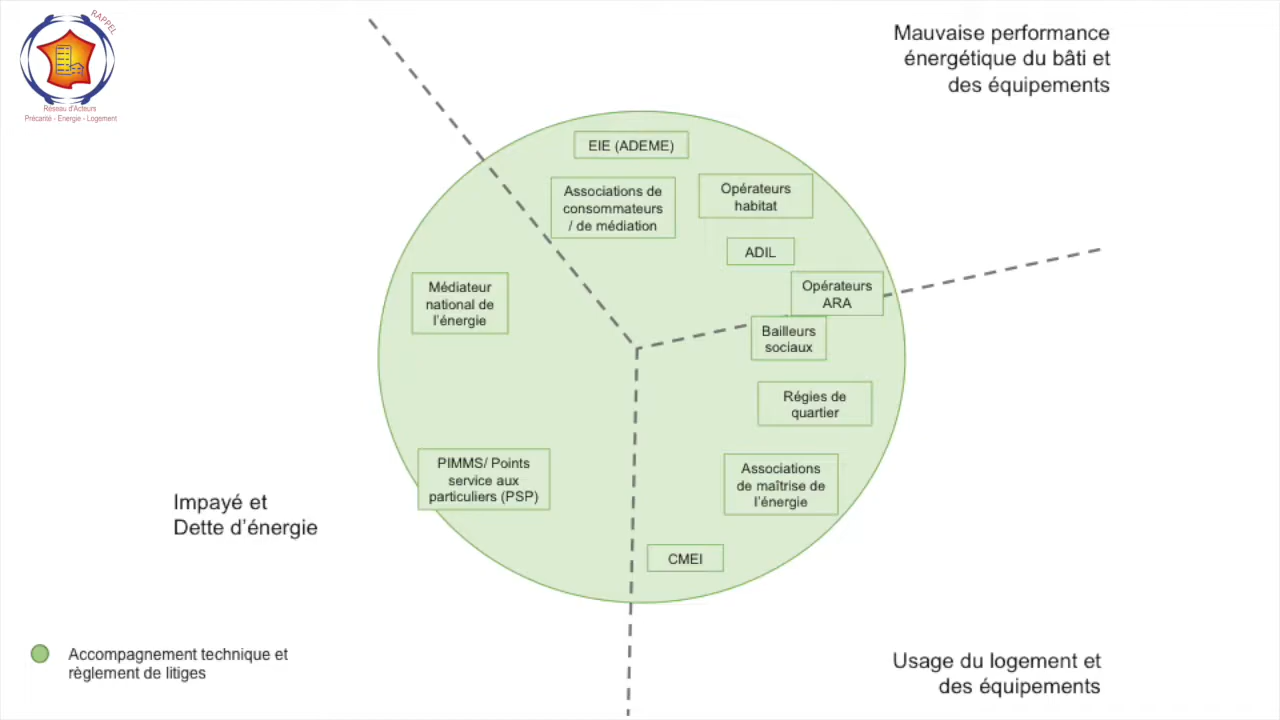 RAPPEL
Réseau d'Acteurs
Précarité - Energie - Logement
Mauvaise performance
énergétique du bâti et
des équipements
EIE (ADEME)
Associations de
consommateurs
/ de médiation
Opérateurs
habitat
ADIL
Opérateurs
ARA
Médiateur
national de
l'énergie
Bailleurs
sociaux
Régies de
quartier
PIMMS/ Points
service aux
particuliers (PSP)
Associations
de maîtrise de
l'énergie
CMEI
Impayé et
Dette d'énergie
Accompagnement technique et
règlement de litiges
Usage du logement et
des équipements